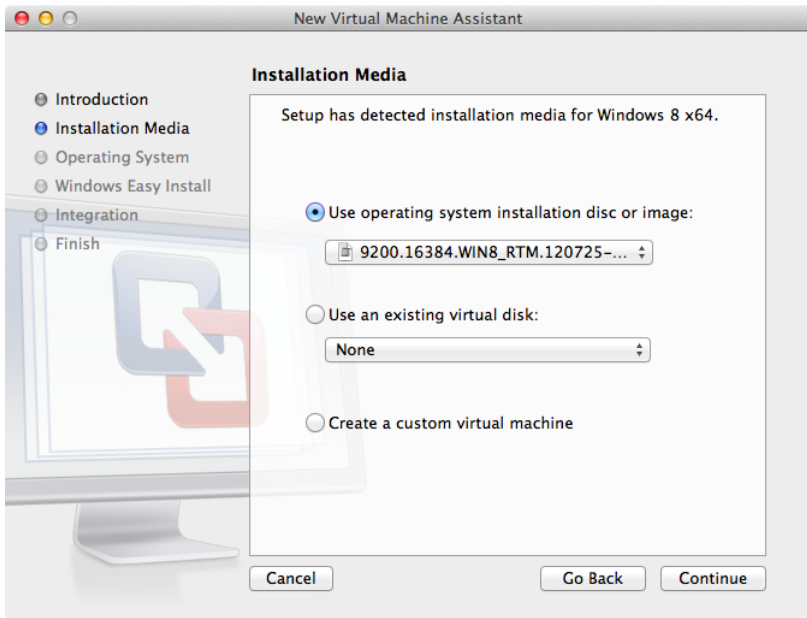 New Virtual Machine Assistant
Installation Media
Introduction
Installation Media
Operating System
Windows Easy Install
Integration
Finish
Setup has detected installation media for Windows 8 x64.
Use operating system installation disc or image:
9200.16384.WIN8_RTM.120725-...
Use an existing virtual disk:
None
Create a custom virtual machine
Cancel
Go Back
Continue